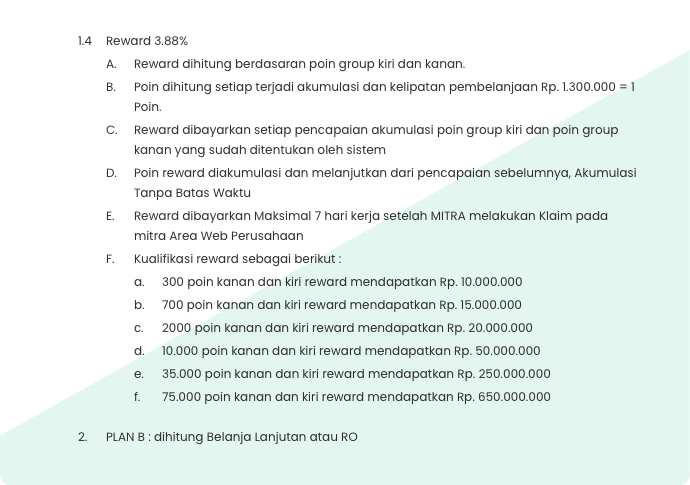 1.4 Reward 3.88%
A. Reward dihitung berdasaran poin group kiri dan kanan.
B. Poin dihitung setiap terjadi akumulasi dan kelipatan pembelanjaan Rp. 1.300.000 = 1
Poin.
C. Reward dibayarkan setiap pencapaian akumulasi poin group kiri dan poin group
kanan yang sudah ditentukan oleh sistem
D. Poin reward diakumulasi dan melanjutkan dari pencapaian sebelumnya, Akumulasi
Tanpa Batas Waktu
E. Reward dibayarkan Maksimal 7 hari kerja setelah MITRA melakukan Klaim pada
mitra Area Web Perusahaan
F. Kualifikasi reward sebagai berikut :
a. 300 poin kanan dan kiri reward mendapatkan Rp. 10.000.000
b. 700 poin kanan dan kiri reward mendapatkan Rp. 15.000.000
c. 2000 poin kanan dan kiri reward mendapatkan Rp. 20.000.000
d. 10.000 poin kanan dan kiri reward mendapatkan Rp. 50.000.000
e. 35.000 poin kanan dan kiri reward mendapatkan Rp. 250.000.000
f. 75.000 poin kanan dan kiri reward mendapatkan Rp. 650.000.000
2. PLAN B : dihitung Belanja Lanjutan atau RO